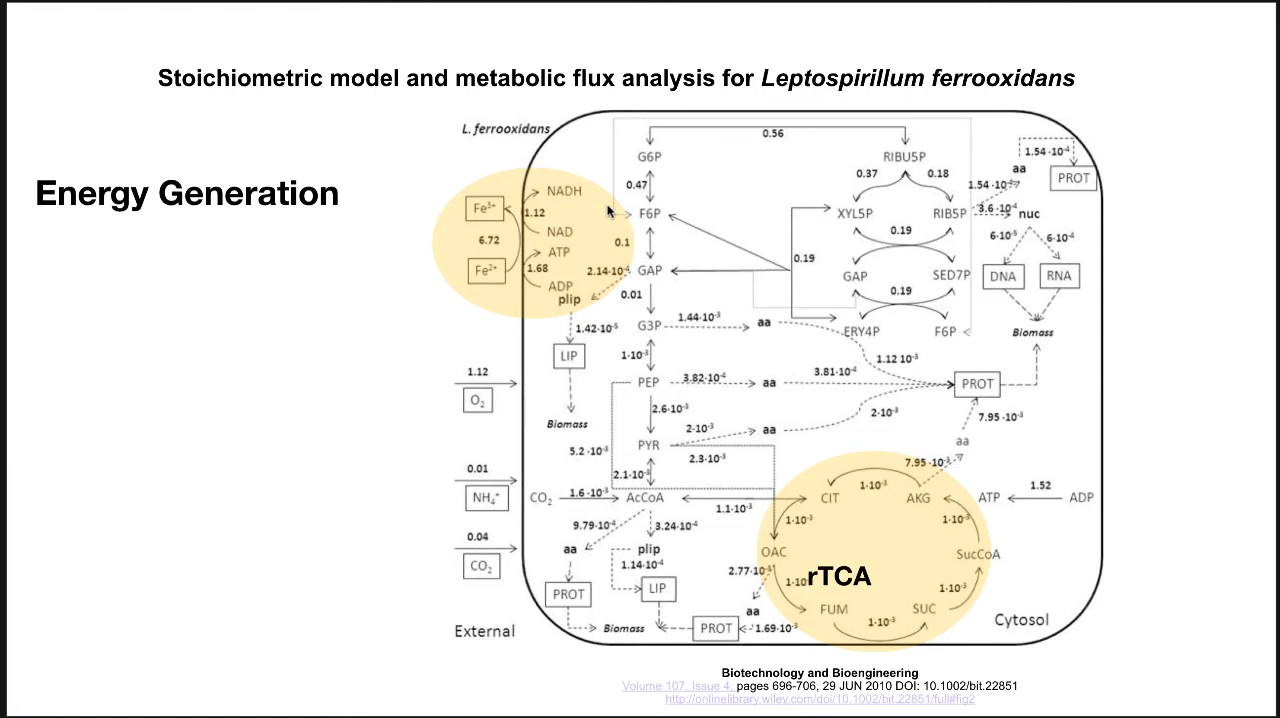 Stoichiometric model and metabolic flux analysis for Leptospirillum ferrooxidans
Energy Generation
L. ferrooxidans
0.56
G6P
RIBU5P
0.47
0.37
0.18
aa
1.54 ·10-4
PROT
NADH
Fe3+
1.12
F6P
XYL5P
RIB5P
1.54 ·10-3
3.6 ·10-4
nuc
6.72
NAD
0.1
0.19
6·10-5
6·10-4
ATP
0.19
Fe2+
1.68
2.14·10-4
GAP
GAP
SED7P
DNA
RNA
ADP
plip
0.01
0.19
1.42·10-5
G3P
1.44·10-3
aa
ERY4P
F6P
Biomass
LIP
1·10-3
1.12 10-3
1.12
O2
PEP
3.82·10-4
aa
3.81·10-4
PROT
2.6·10-3
2·10-3
7.95 ·10-3
Biomass
2·10-3
aa
PYR
aa
5.2 ·10-3
2.3·10-3
7.95 ·10-3
0.01
NH4+
2.1·10-3
1·10-3
CO2
1.6 ·10-3
AcCoA
CIT
AKG
ATP
1.52
ADP
1.1·10-3
9.79·10-4
3.24·10-4
1·10-3
1·10-3
0.04
CO2
aa
plip
OAC
SucCoA
1.14·10-4
2.77·10-3
1·10
rTCA
PROT
LIP
1·10-3
aa
FUM
SUC
External
Biomass
PROT
1.69·10-3
1·10-3
Cytosol
Biotechnology and Bioengineering
Volume 107, Issue 4, pages 696-706, 29 JUN 2010 DOI: 10.1002/bit.22851
http://onlinelibrary.wiley.com/doi/10.1002/bit.22851/full#fig2